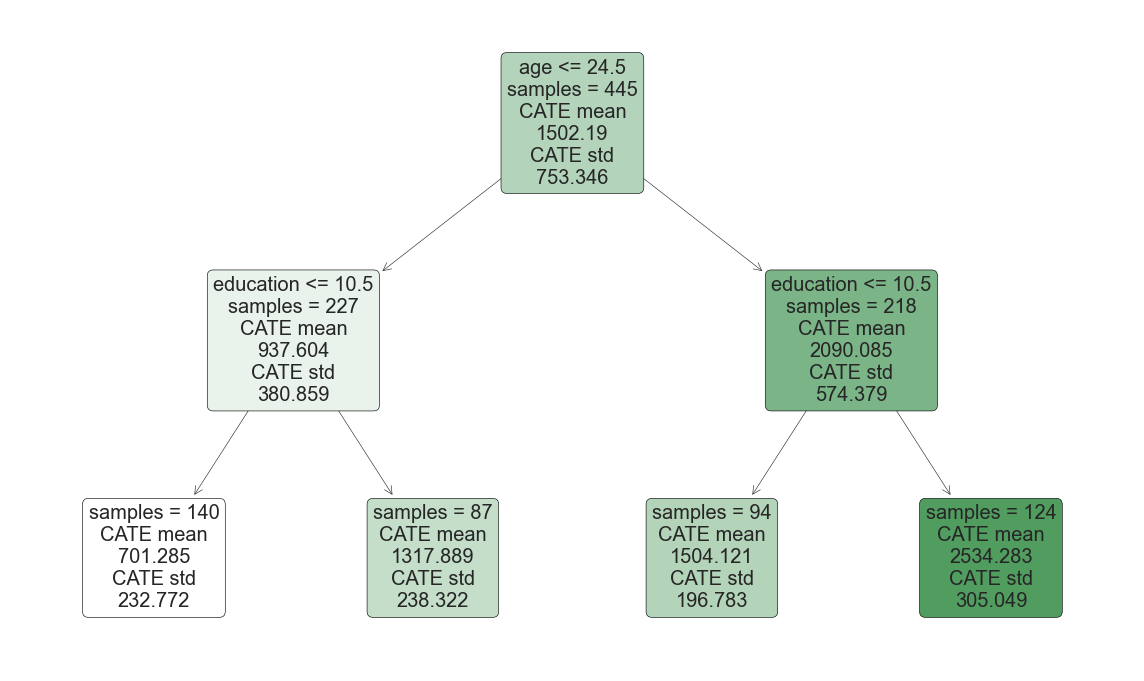 age <= 24.5
samples = 445
CATE mean
1502.19
CATE std
753.346
education <= 10.5
samples = 227
CATE mean
937.604
CATE std
380.859
education <= 10.5
samples = 218
CATE mean
2090.085
CATE std
574.379
samples = 140
CATE mean
701.285
CATE std
232.772
samples = 87
CATE mean
1317.889
CATE std
238.322
samples = 94
CATE mean
1504.121
CATE std
196.783
samples = 124
CATE mean
2534.283
CATE std
305.049